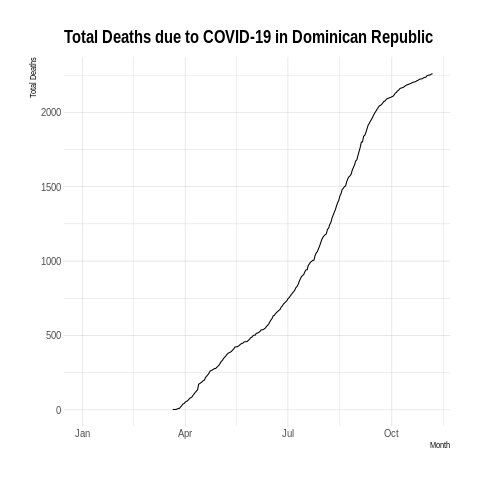 Total Deaths due to COVID-19 in Dominican Republic
Total Deaths
2000
1500
1000
500
0
Jan Apr Jul Oct
Month